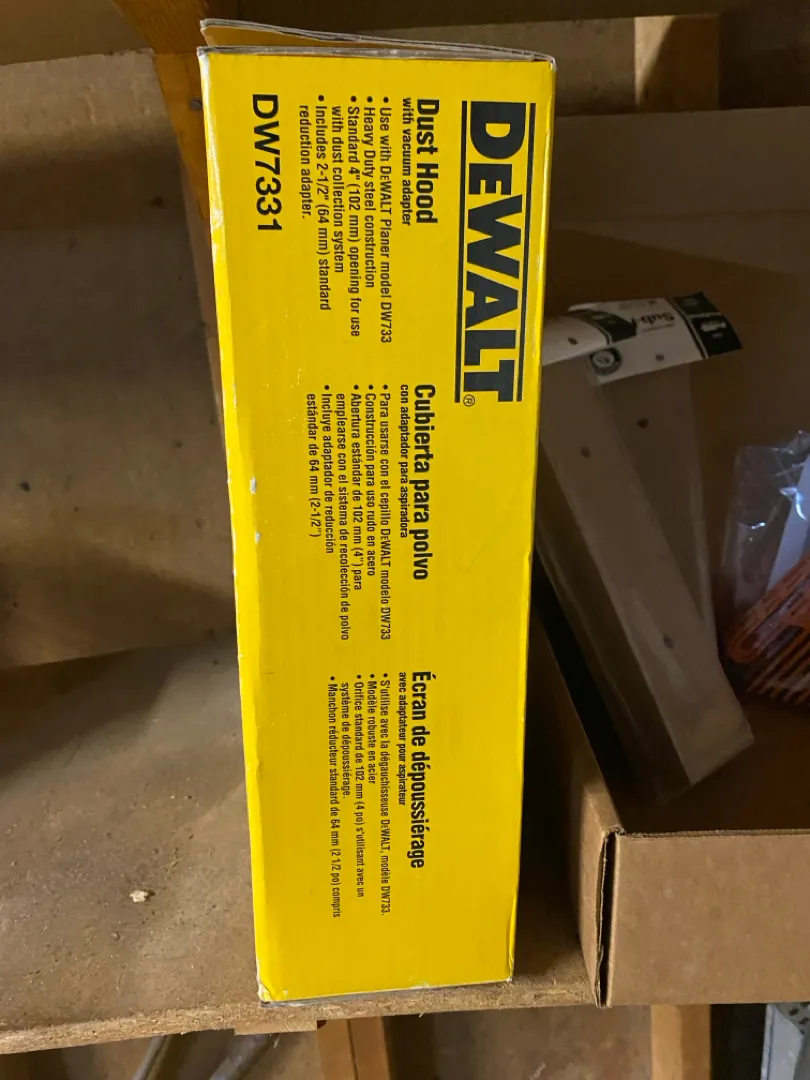 DEWALT®
Dust Hood
with vacuum adapter
• Use with DEWALT Planer model DW733
• Heavy Duty steel construction
• Standard 4" (102 mm) opening for use
with dust collection system
• Includes 2-1/2" (64 mm) standard
reduction adapter.
DW7331
Cubierta para polvo
con adaptador para aspiradora
• Para usarse con el cepillo DEWALT modelo DW733
• Construcción para uso rudo en acero
• Abertura estándar de 102 mm (4") para
emplearse con el sistema de recolección de polvo
• Incluye adaptador de reducción
estándar de 64 mm (2-1/2")
Écran de dépoussiérage
avec adaptateur pour aspirateur
• S'utilise avec la dégauchisseuse DEWALT, modèle DW733.
• Modèle robuste en acier
• Orifice standard de 102 mm (4 po) s'utilisant avec un
système de dépoussiérage.
• Manchon réducteur standard de 64 mm (2 1/2 po) compris